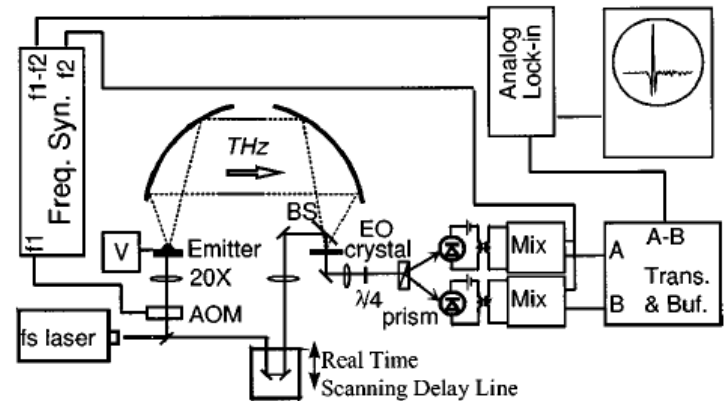 f1-f2
f2
Freq. Syn.
f1
Analog
Lock-in
THz
BS
EO
crystal
V
Emitter
20X
λ/4
prism
AOM
fs laser
Mix
Mix
A
B
A-B
Trans.
& Buf.
Real Time
Scanning Delay Line